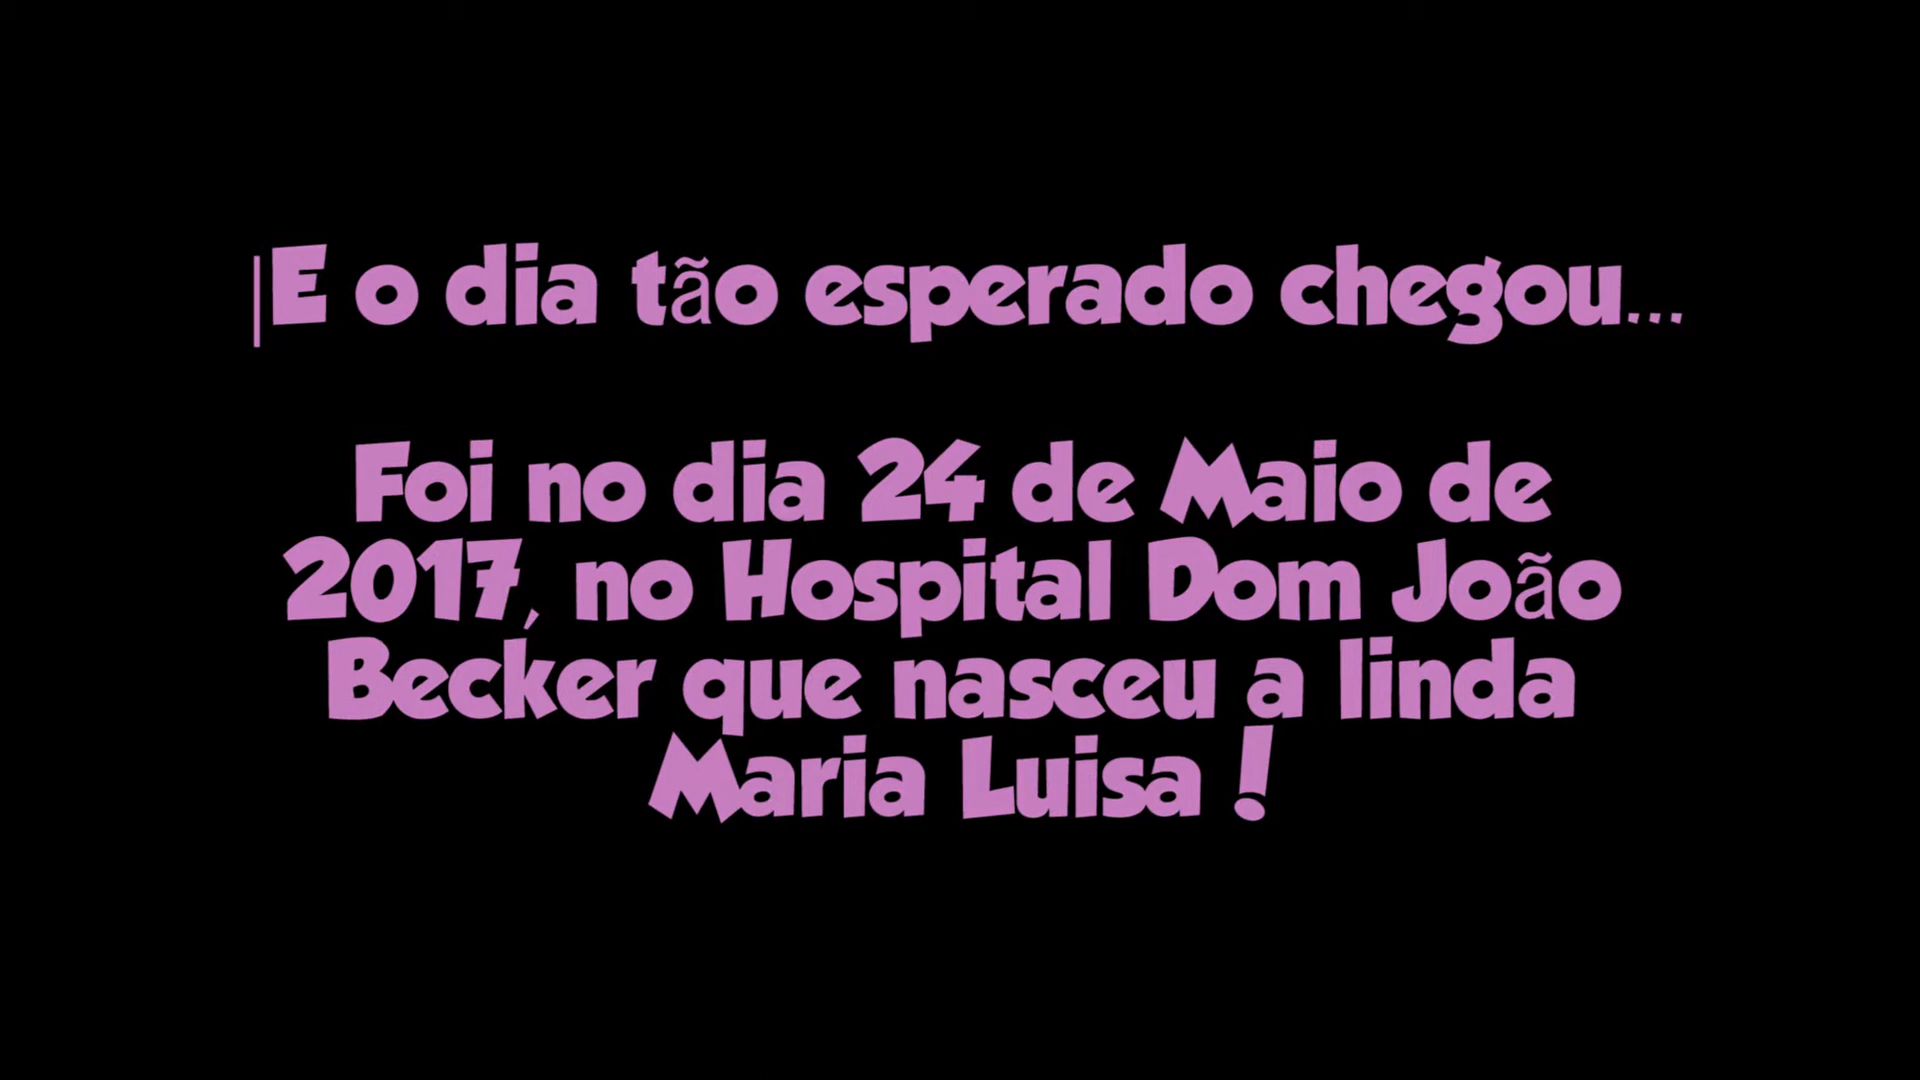 |E o dia tão esperado chegou...
Foi no dia 24 de Maio de
2017, no Hospital Dom João
Becker que nasceu a linda
Maria Luisa !